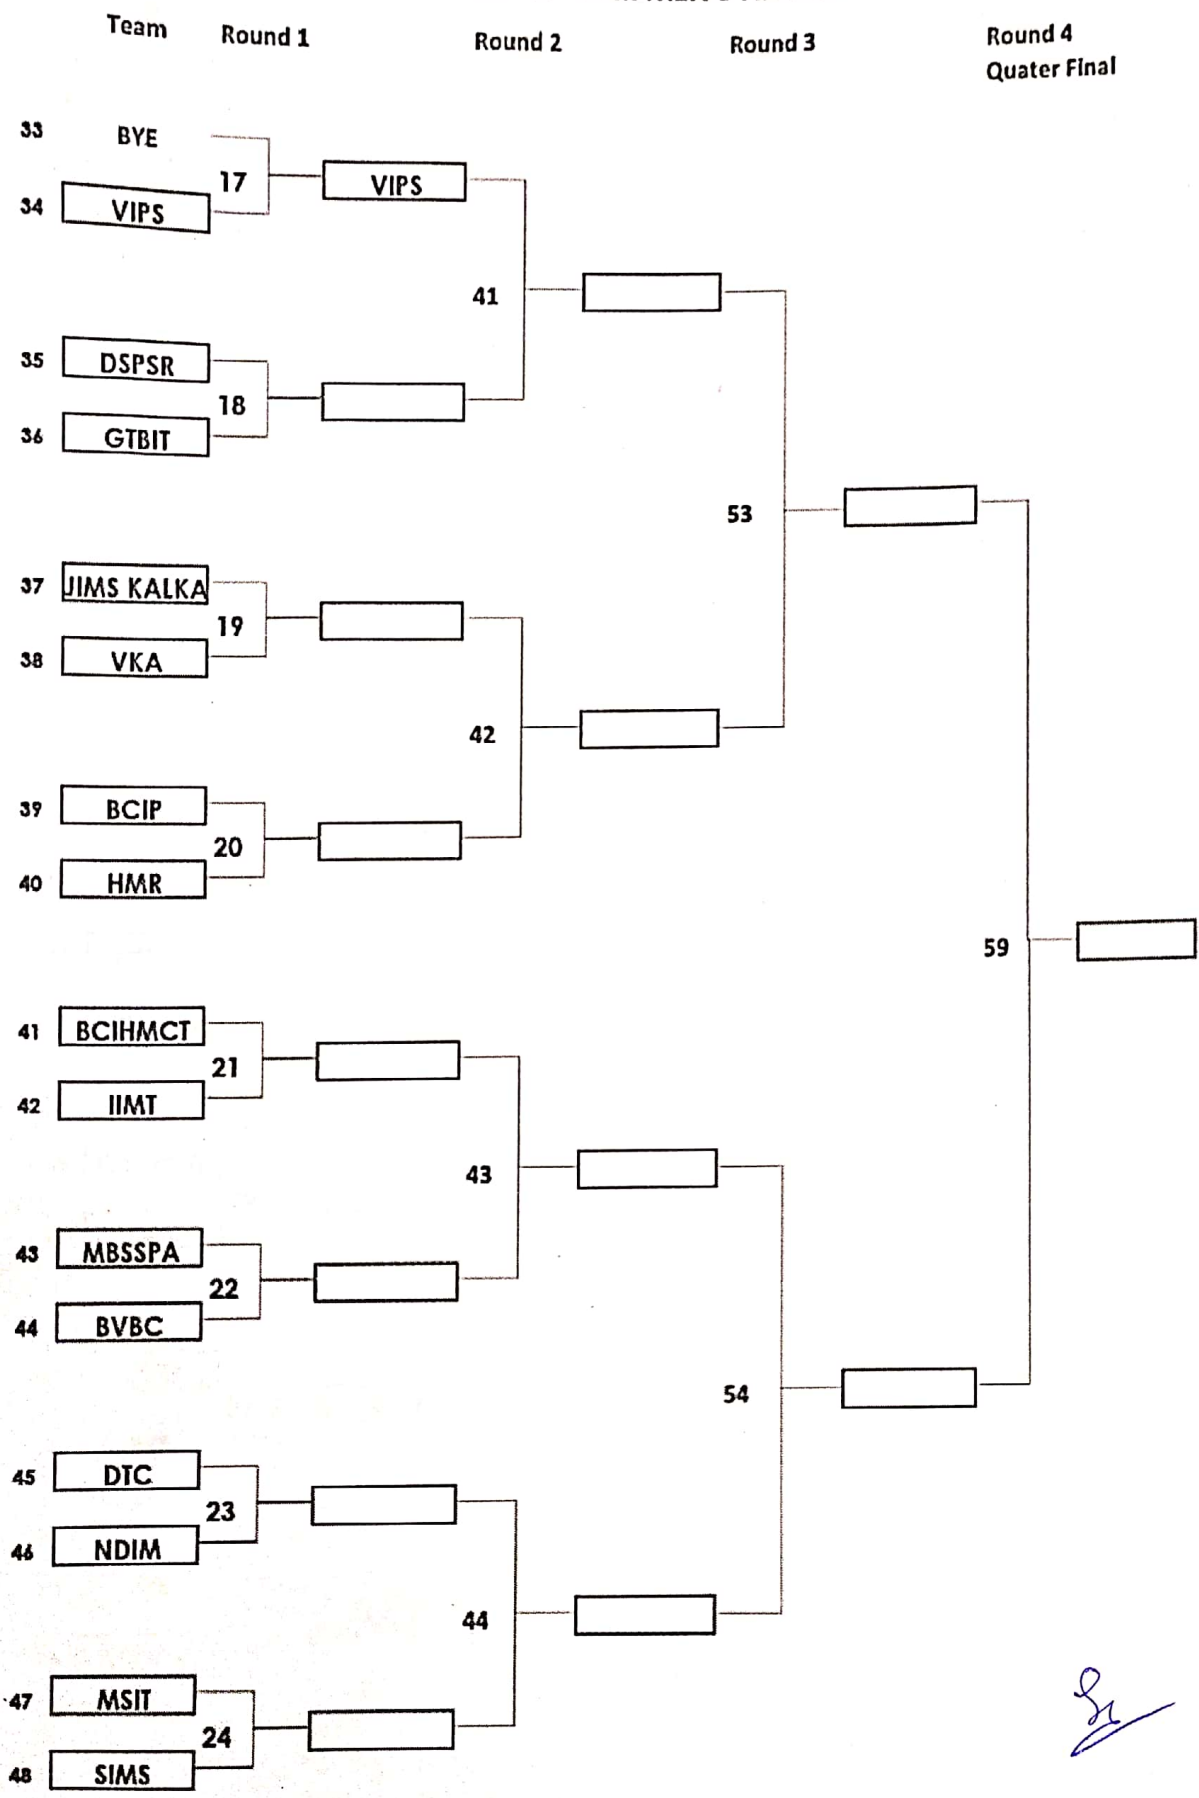 Team Round 1 Round 2 Round 3 Round 4
Quater Final
33 BYE
17 VIPS
34 VIPS
41
35 DSPSR
18
36 GTBIT
53
37 JIMS KALKA
19
38 VKA
42
39 BCIP
20
40 HMR
59
41 BCIHMCT
21
42 IIMT
43
43 MBSSPA
22
44 BVBC
54
45 DTC
23
46 NDIM
44
47 MSIT
24
48 SIMS